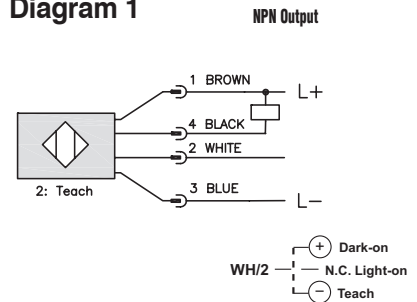 Diagram 1
NPN Output
1 BROWN
L+
4 BLACK
2 WHITE
3 BLUE
L−
2: Teach
+ Dark-on
WH/2 N.C. Light-on
− Teach